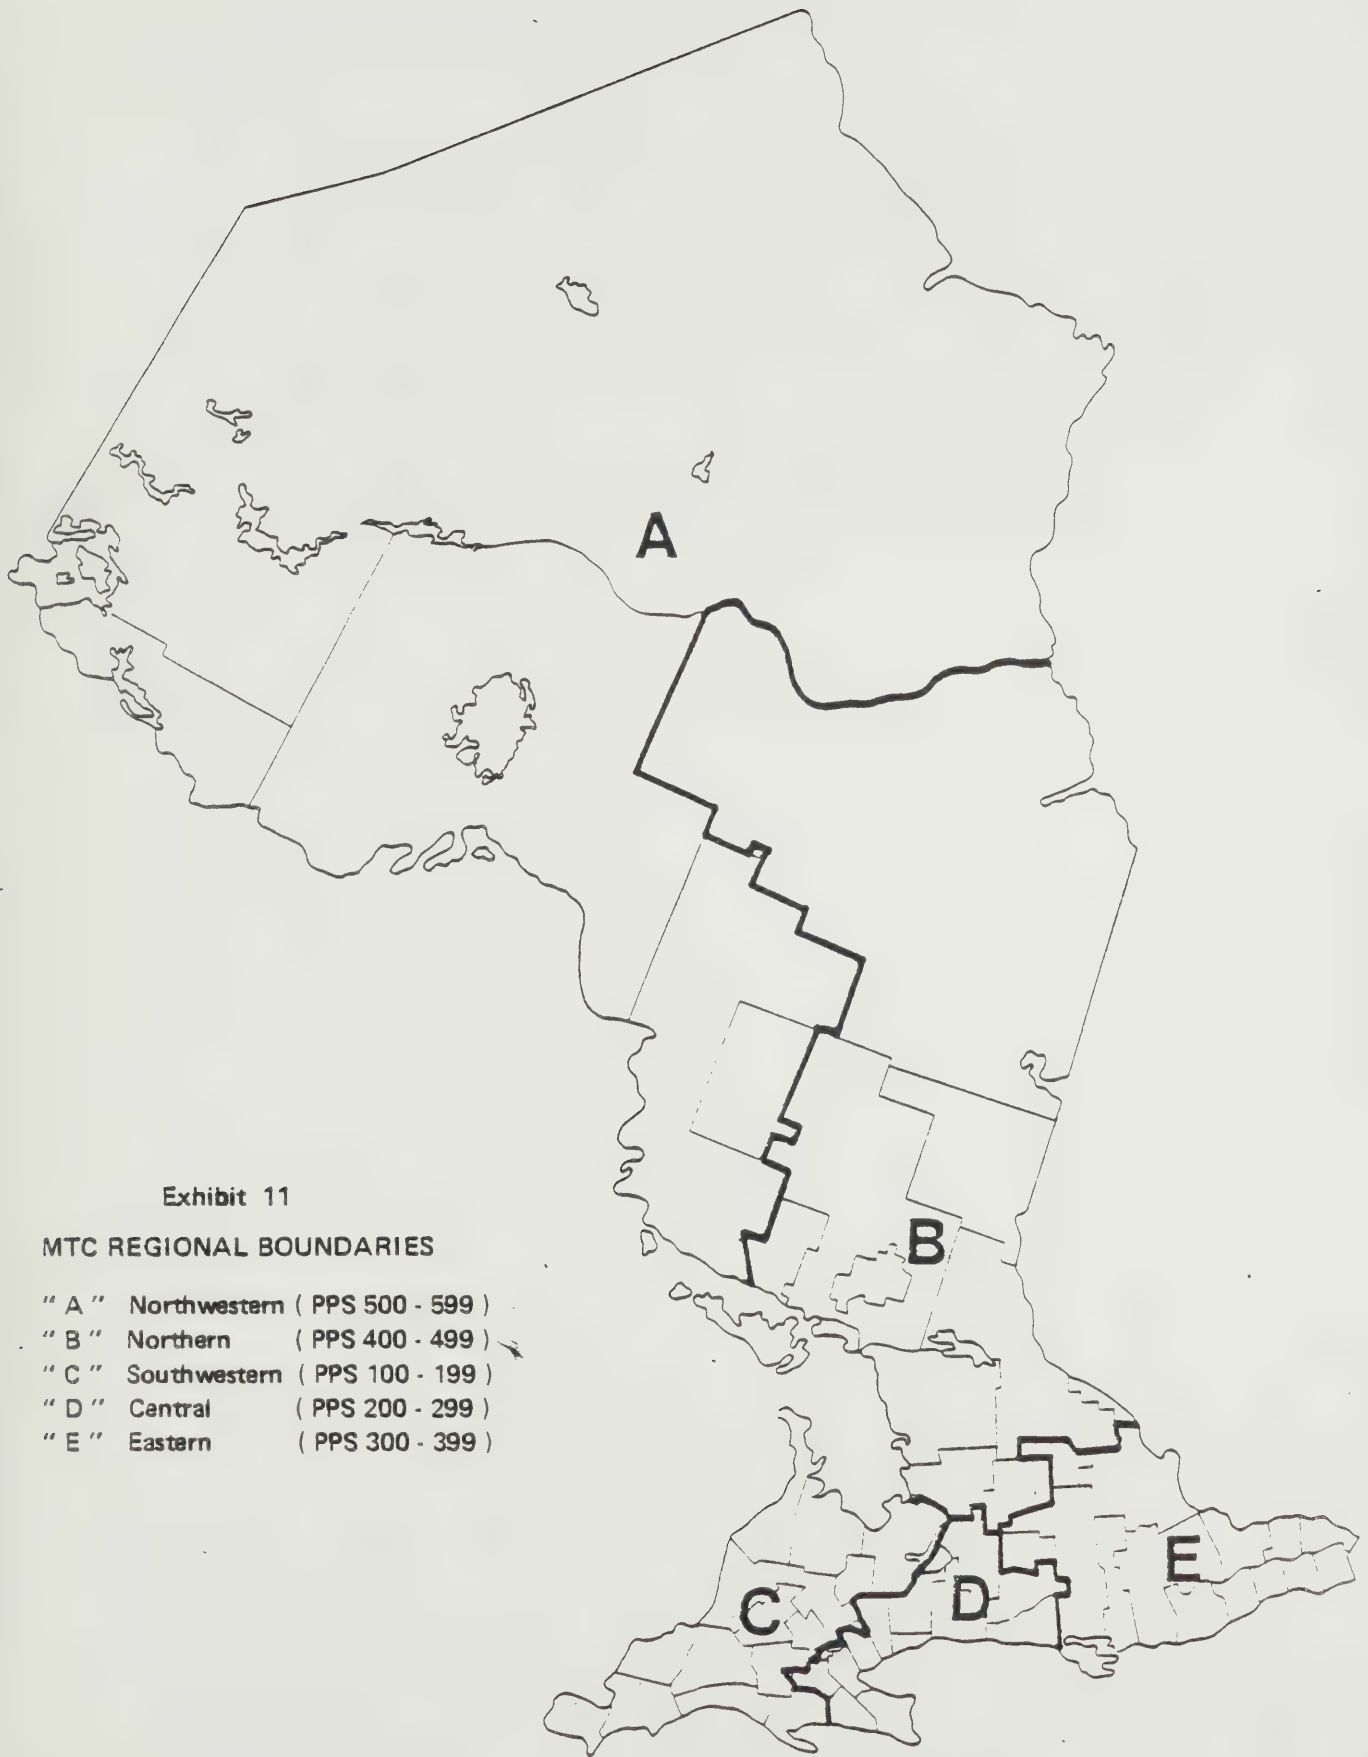 A
B
C
D
E
Exhibit 11
MTC REGIONAL BOUNDARIES
"A" Northwestern ( PPS 500 - 599 )
"B" Northern ( PPS 400 - 499 )
"C" Southwestern ( PPS 100 - 199 )
"D" Central ( PPS 200 - 299 )
"E" Eastern ( PPS 300 - 399 )